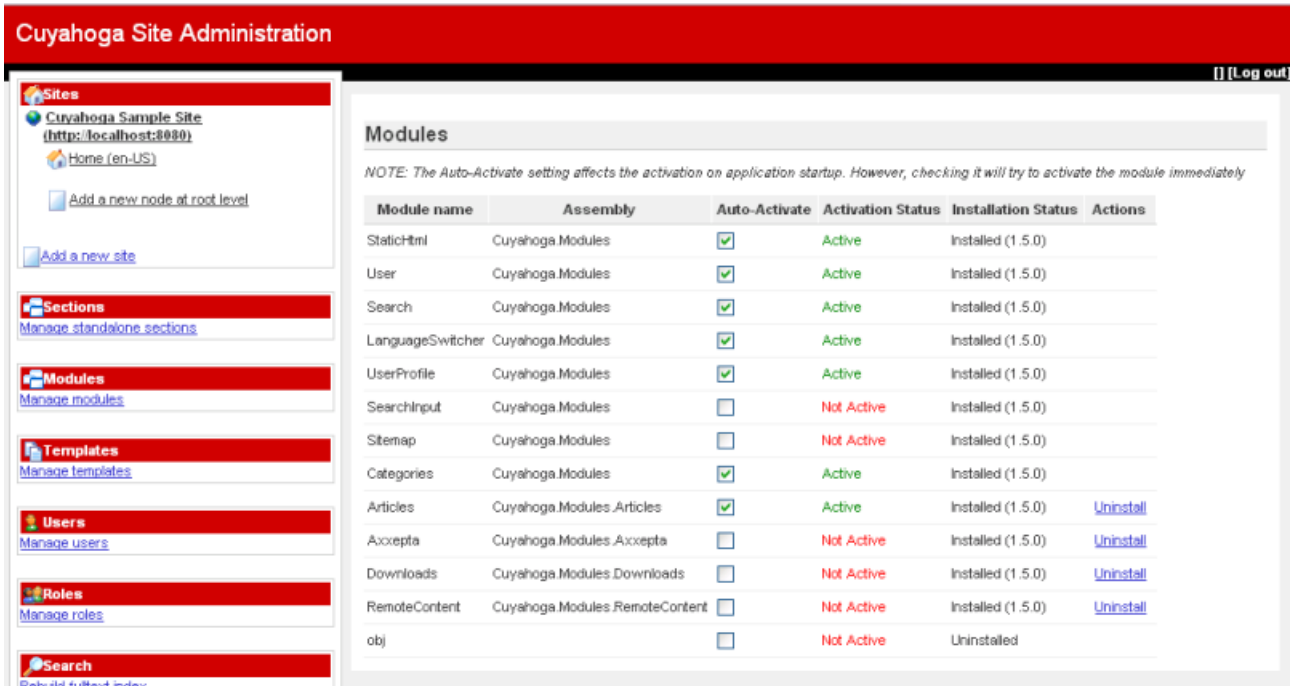 Cuyahoga Site Administration
[] [Log out]
Sites
Cuyahoga Sample Site
(http://localhost:8080)
Home (en-US)
Add a new node at root level
Add a new site
Sections
Manage standalone sections
Modules
Manage modules
Templates
Manage templates
Users
Manage users
Roles
Manage roles
Search
Rebuild fulltext index
Modules
NOTE: The Auto-Activate setting affects the activation on application startup. However, checking it will try to activate the module immediately
Module name Assembly Auto-Activate Activation Status Installation Status Actions
StaticHtml Cuyahoga.Modules Active Installed (1.5.0)
User Cuyahoga.Modules Active Installed (1.5.0)
Search Cuyahoga.Modules Active Installed (1.5.0)
LanguageSwitcher Cuyahoga.Modules Active Installed (1.5.0)
UserProfile Cuyahoga.Modules Active Installed (1.5.0)
SearchInput Cuyahoga.Modules Not Active Installed (1.5.0)
Sitemap Cuyahoga.Modules Not Active Installed (1.5.0)
Categories Cuyahoga.Modules Active Installed (1.5.0)
Articles Cuyahoga.Modules.Articles Active Installed (1.5.0) Uninstall
Axxepta Cuyahoga.Modules.Axxepta Not Active Installed (1.5.0) Uninstall
Downloads Cuyahoga.Modules.Downloads Not Active Installed (1.5.0) Uninstall
RemoteContent Cuyahoga.Modules.RemoteContent Not Active Installed (1.5.0) Uninstall
obj Not Active Uninstalled